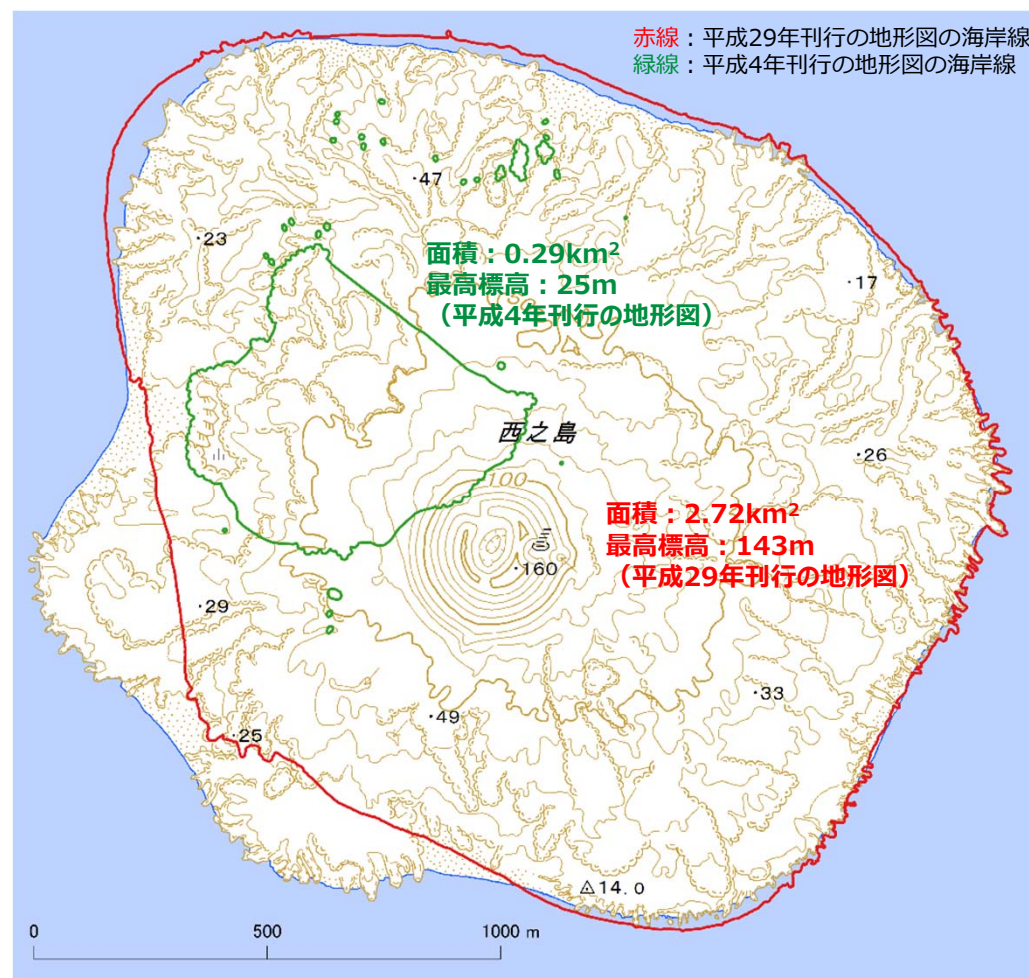 赤線：平成29年刊行の地形図の海岸線
緑線：平成4年刊行の地形図の海岸線
47
23
面積：0.29km²
最高標高：25m
（平成4年刊行の地形図）
17
西之島
26
100
面積：2.72km²
最高標高：143m
（平成29年刊行の地形図）
160
29
33
49
25
14.0
0 500 1000 m